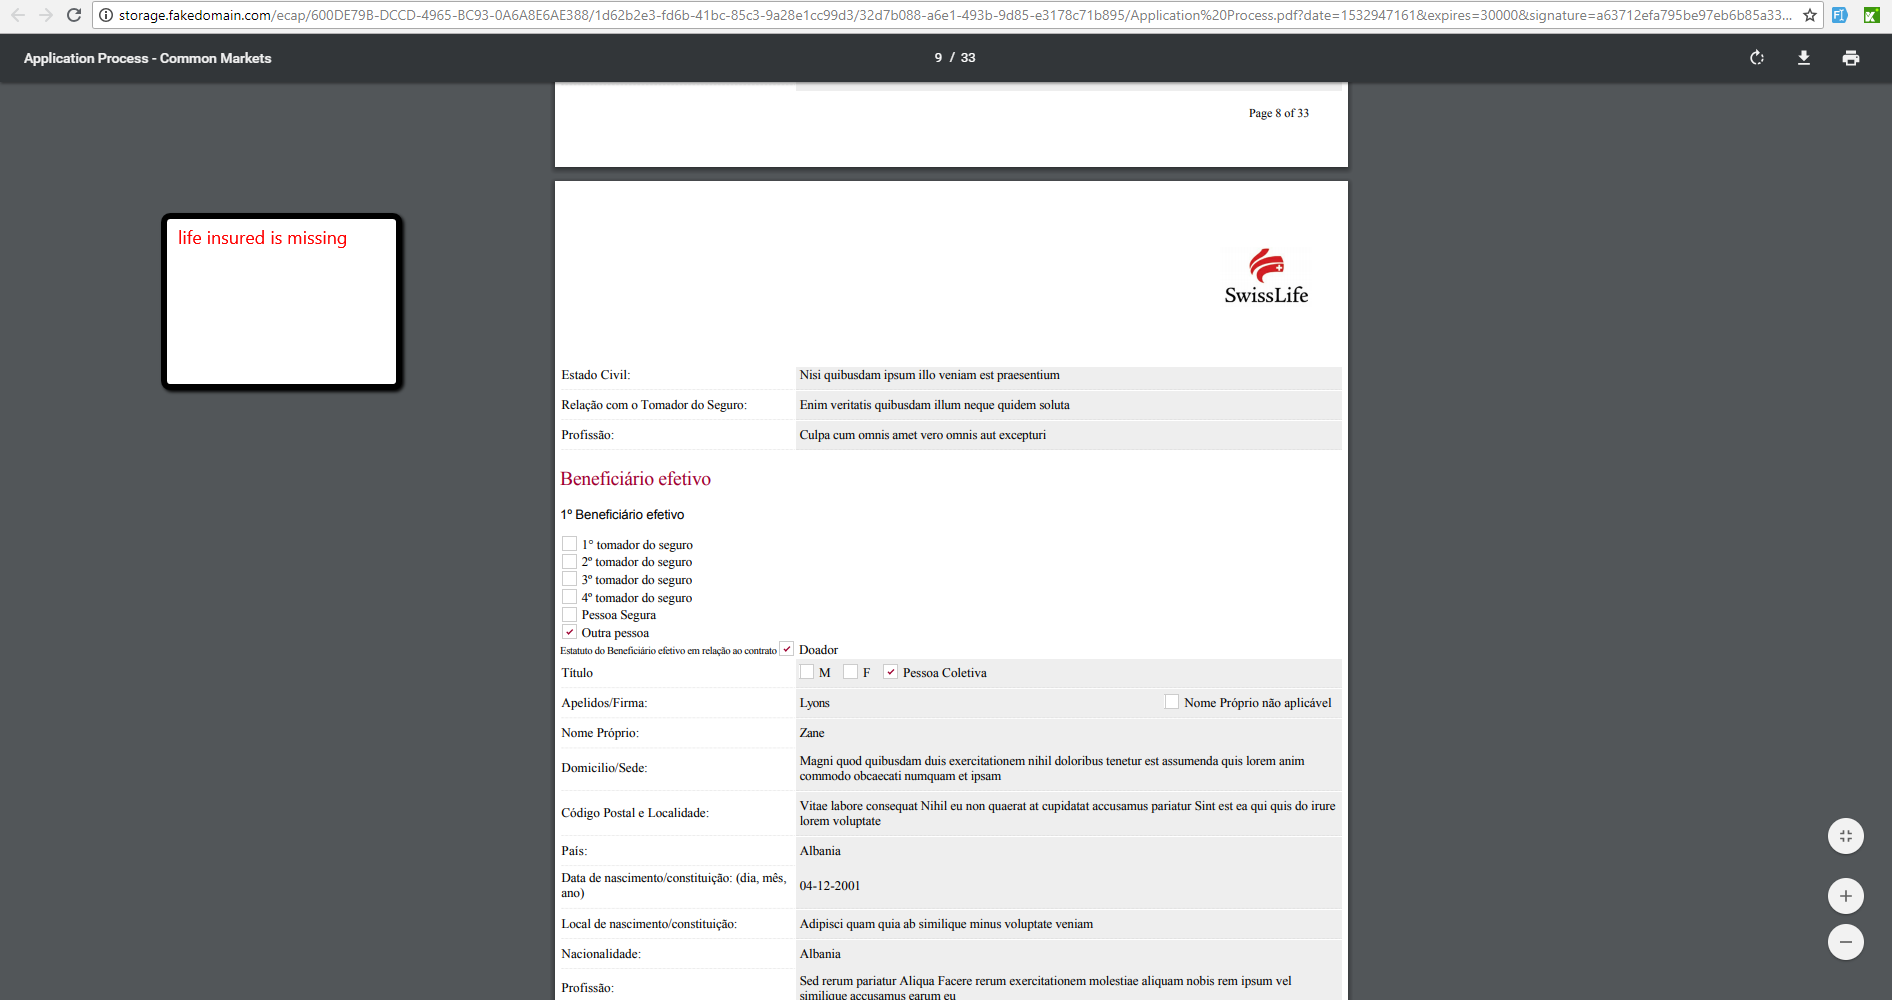 storage.fakedomain.com/ecap/600DE79B-DCCD-4965-BC93-0A6A8E6AE388/1d62b2e3-fd6b-41bc-85c3-9a28e1cc99d3/32d7b088-a6e1-493b-9d85-e3178c71b895/Application%20Process.pdf?date=1532947161&expires=30000&signature=a63712efa795be97eb6b85a33...
Application Process - Common Markets
9 / 33
Page 8 of 33
life insured is missing
SwissLife
Estado Civil: Nisi quibusdam ipsum illo veniam est praesentium
Relação com o Tomador do Seguro: Enim veritatis quibusdam illum neque quidem soluta
Profissão: Culpa cum omnis amet vero omnis aut excepturi
Beneficiário efetivo
1º Beneficiário efetivo
1° tomador do seguro
2º tomador do seguro
3º tomador do seguro
4º tomador do seguro
Pessoa Segura
Outra pessoa
Estatuto do Beneficiário efetivo em relação ao contrato Doador
Título M F Pessoa Coletiva
Apelidos/Firma: Lyons Nome Próprio não aplicável
Nome Próprio: Zane
Domicilio/Sede: Magni quod quibusdam duis exercitationem nihil doloribus tenetur est assumenda quis lorem anim
commodo obcaecati numquam et ipsam
Código Postal e Localidade: Vitae labore consequat Nihil eu non quaerat at cupidatat accusamus pariatur Sint est ea qui quis do irure
lorem voluptate
País: Albania
Data de nascimento/constituição: (dia, mês,
ano) 04-12-2001
Local de nascimento/constituição: Adipisci quam quia ab similique minus voluptate veniam
Nacionalidade: Albania
Profissão: Sed rerum pariatur Aliqua Facere rerum exercitationem molestiae aliquam nobis rem ipsum vel
similique accusamus earum eu